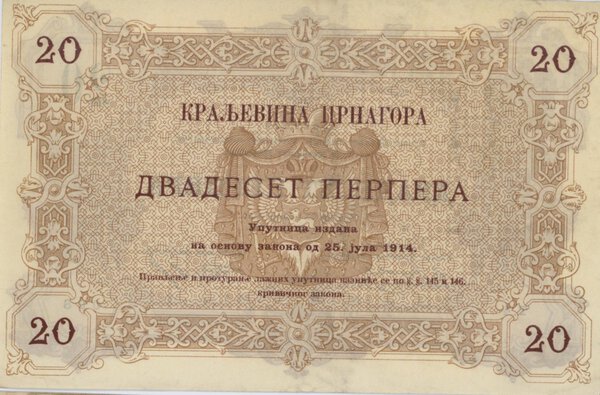 20 20
КРАЉЕВИНА ЦРНАГОРА
ДВАДЕСЕТ ПЕРПЕРА
Упутница издана
на основу закона од 25. јула 1914.
Прављење и протурање лажних упутница казниће се по §. §. 145 и 146.
кривичног закона.
20 20